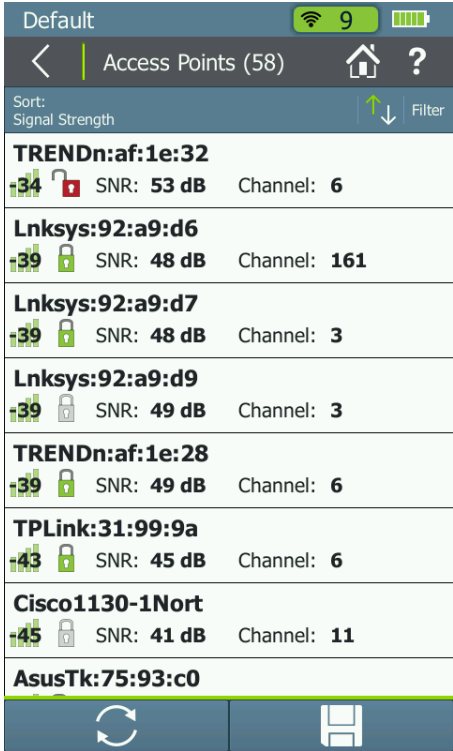 Default
9
Access Points (58)
?
Sort:
Signal Strength
Filter
TRENDn:af:1e:32
-34 SNR: 53 dB Channel: 6
Lnksys:92:a9:d6
-39 SNR: 48 dB Channel: 161
Lnksys:92:a9:d7
-39 SNR: 48 dB Channel: 3
Lnksys:92:a9:d9
-39 SNR: 49 dB Channel: 3
TRENDn:af:1e:28
-39 SNR: 49 dB Channel: 6
TPLink:31:99:9a
-43 SNR: 45 dB Channel: 6
Cisco1130-1Nort
-45 SNR: 41 dB Channel: 11
AsusTk:75:93:c0